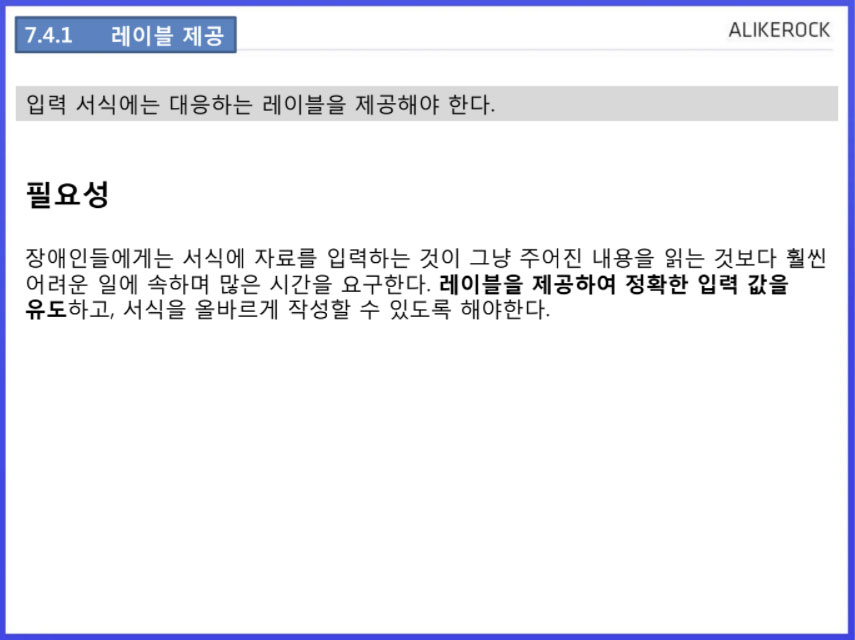 7.4.1 레이블 제공
ALIKEROCK
입력 서식에는 대응하는 레이블을 제공해야 한다.
필요성
장애인들에게는 서식에 자료를 입력하는 것이 그냥 주어진 내용을 읽는 것보다 훨씬
어려운 일에 속하며 많은 시간을 요구한다. 레이블을 제공하여 정확한 입력 값을
유도하고, 서식을 올바르게 작성할 수 있도록 해야한다.